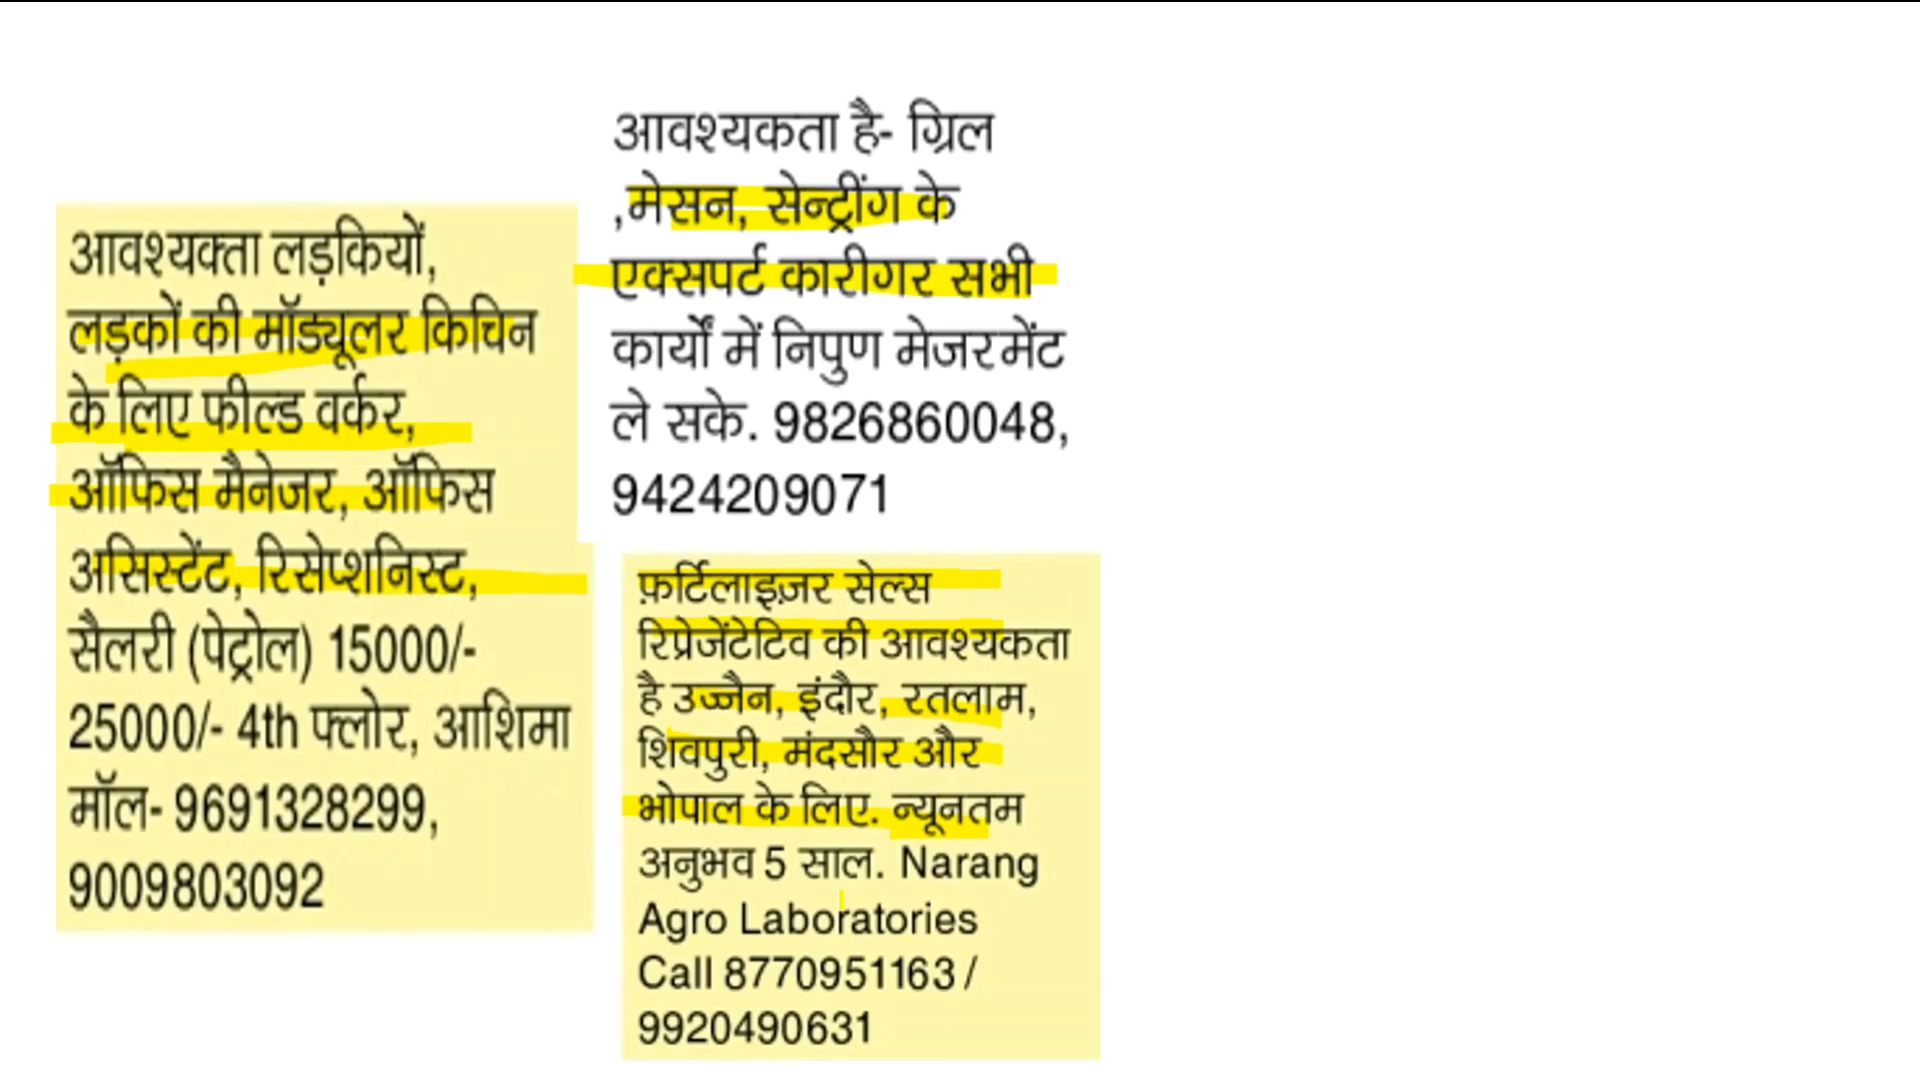 आवश्यक्ता लड़कियों,
लड़कों की मॉड्यूलर किचिन
के लिए फील्ड वर्कर,
ऑफिस मैनेजर, ऑफिस
असिस्टेंट, रिसेप्शनिस्ट,
सैलरी (पेट्रोल) 15000/-
25000/- 4th फ्लोर, आशिमा
मॉल- 9691328299,
9009803092
आवश्यकता है- ग्रिल
,मेसन, सेन्ट्रींग के
एक्सपर्ट कारीगर सभी
कार्यों में निपुण मेजरमेंट
ले सके. 9826860048,
9424209071
फ़र्टिलाइज़र सेल्स
रिप्रेजेंटेटिव की आवश्यकता
है उज्जैन, इंदौर, रतलाम,
शिवपुरी, मंदसौर और
भोपाल के लिए. न्यूनतम
अनुभव 5 साल. Narang
Agro Laboratories
Call 8770951163 /
9920490631